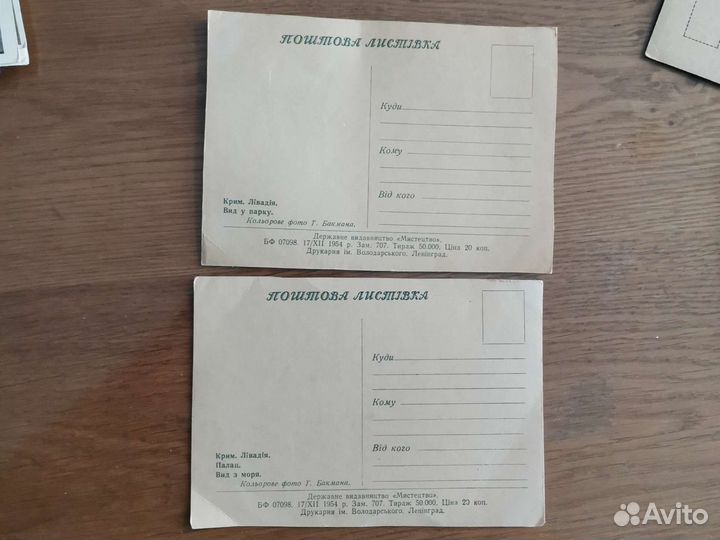 ПОШТОВА ЛИСТІВКА
Куди
Кому
Від кого
Крим. Лівадія.
Вид у парку.
Кольорове фото Г. Бакмана.
Державне видавництво «Мистецтво».
БФ 07098. 17/XII 1954 р. Зам. 707. Тираж 50.000. Ціна 20 коп.
Друкарня ім. Володарського. Ленінград.
ПОШТОВА ЛИСТІВКА
Куди
Кому
Від кого
Крим. Лівадія.
Палац.
Вид з моря.
Кольорове фото Г. Бакмана.
Державне видавництво «Мистецтво».
БФ 07098. 17/XII 1954 р. Зам. 707. Тираж 50.000. Ціна 20 коп.
Друкарня ім. Володарського. Ленінград.
Avito